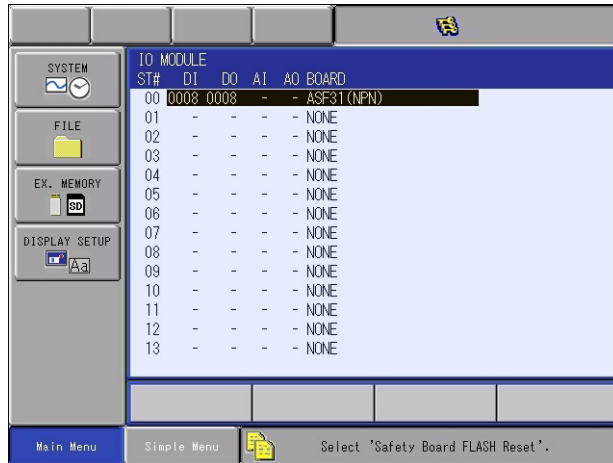 SYSTEM
FILE
EX. MEMORY
SD
DISPLAY SETUP
Aa
IO MODULE
ST# DI DO AI AO BOARD
00 0008 0008 - - ASF31(NPN)
01 - - - - NONE
02 - - - - NONE
03 - - - - NONE
04 - - - - NONE
05 - - - - NONE
06 - - - - NONE
07 - - - - NONE
08 - - - - NONE
09 - - - - NONE
10 - - - - NONE
11 - - - - NONE
12 - - - - NONE
13 - - - - NONE
Main Menu
Simple Menu
Select 'Safety Board FLASH Reset'.